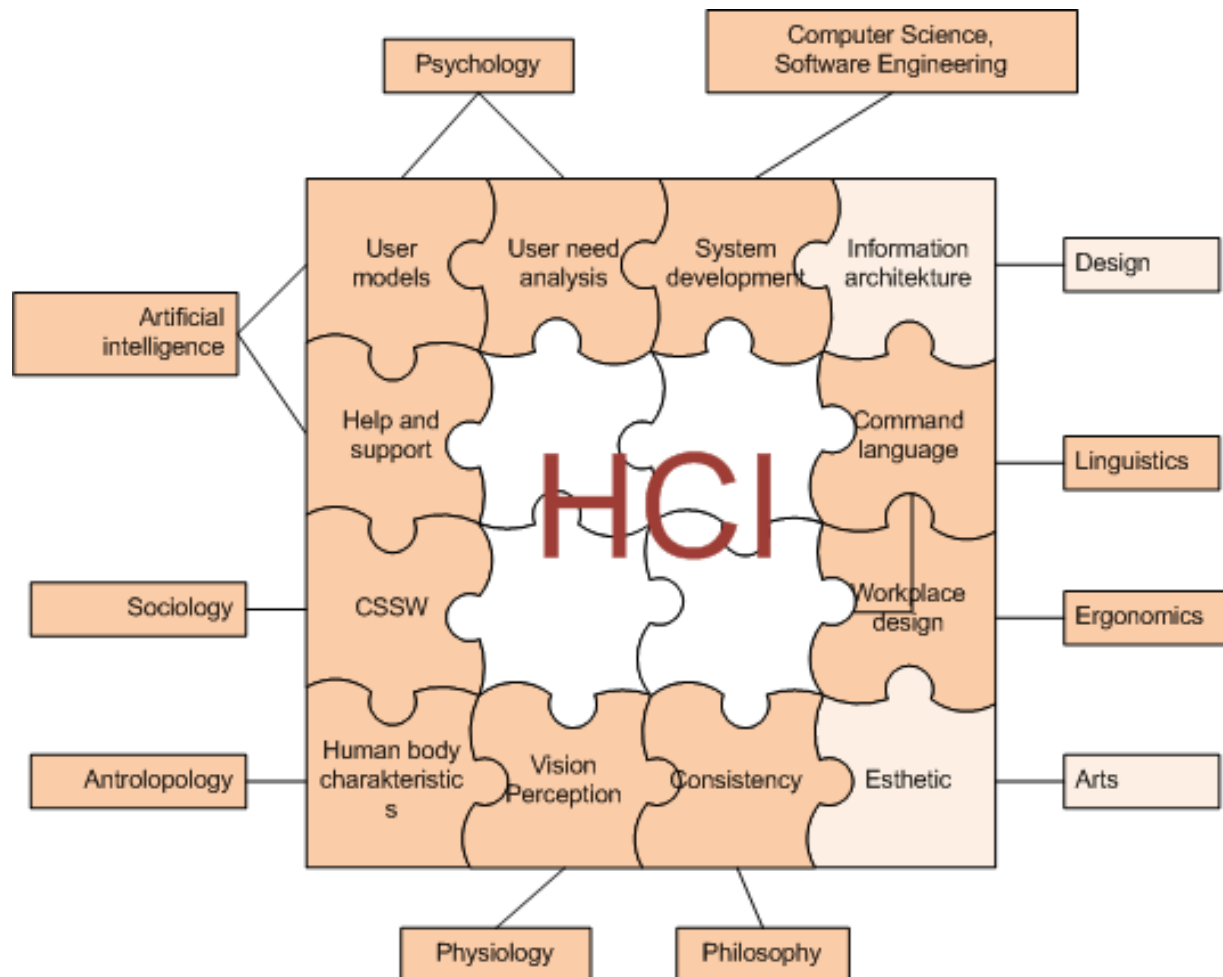 Computer Science,
Software Engineering
Psychology
User
models
User need
analysis
System
development
Information
architekture
Design
Artificial
intelligence
Help and
support
Command
language
Linguistics
HCI
Sociology
CSSW
Workplace
design
Ergonomics
Antrolopology
Human body
charakteristic
s
Vision
Perception
Consistency
Esthetic
Arts
Physiology
Philosophy